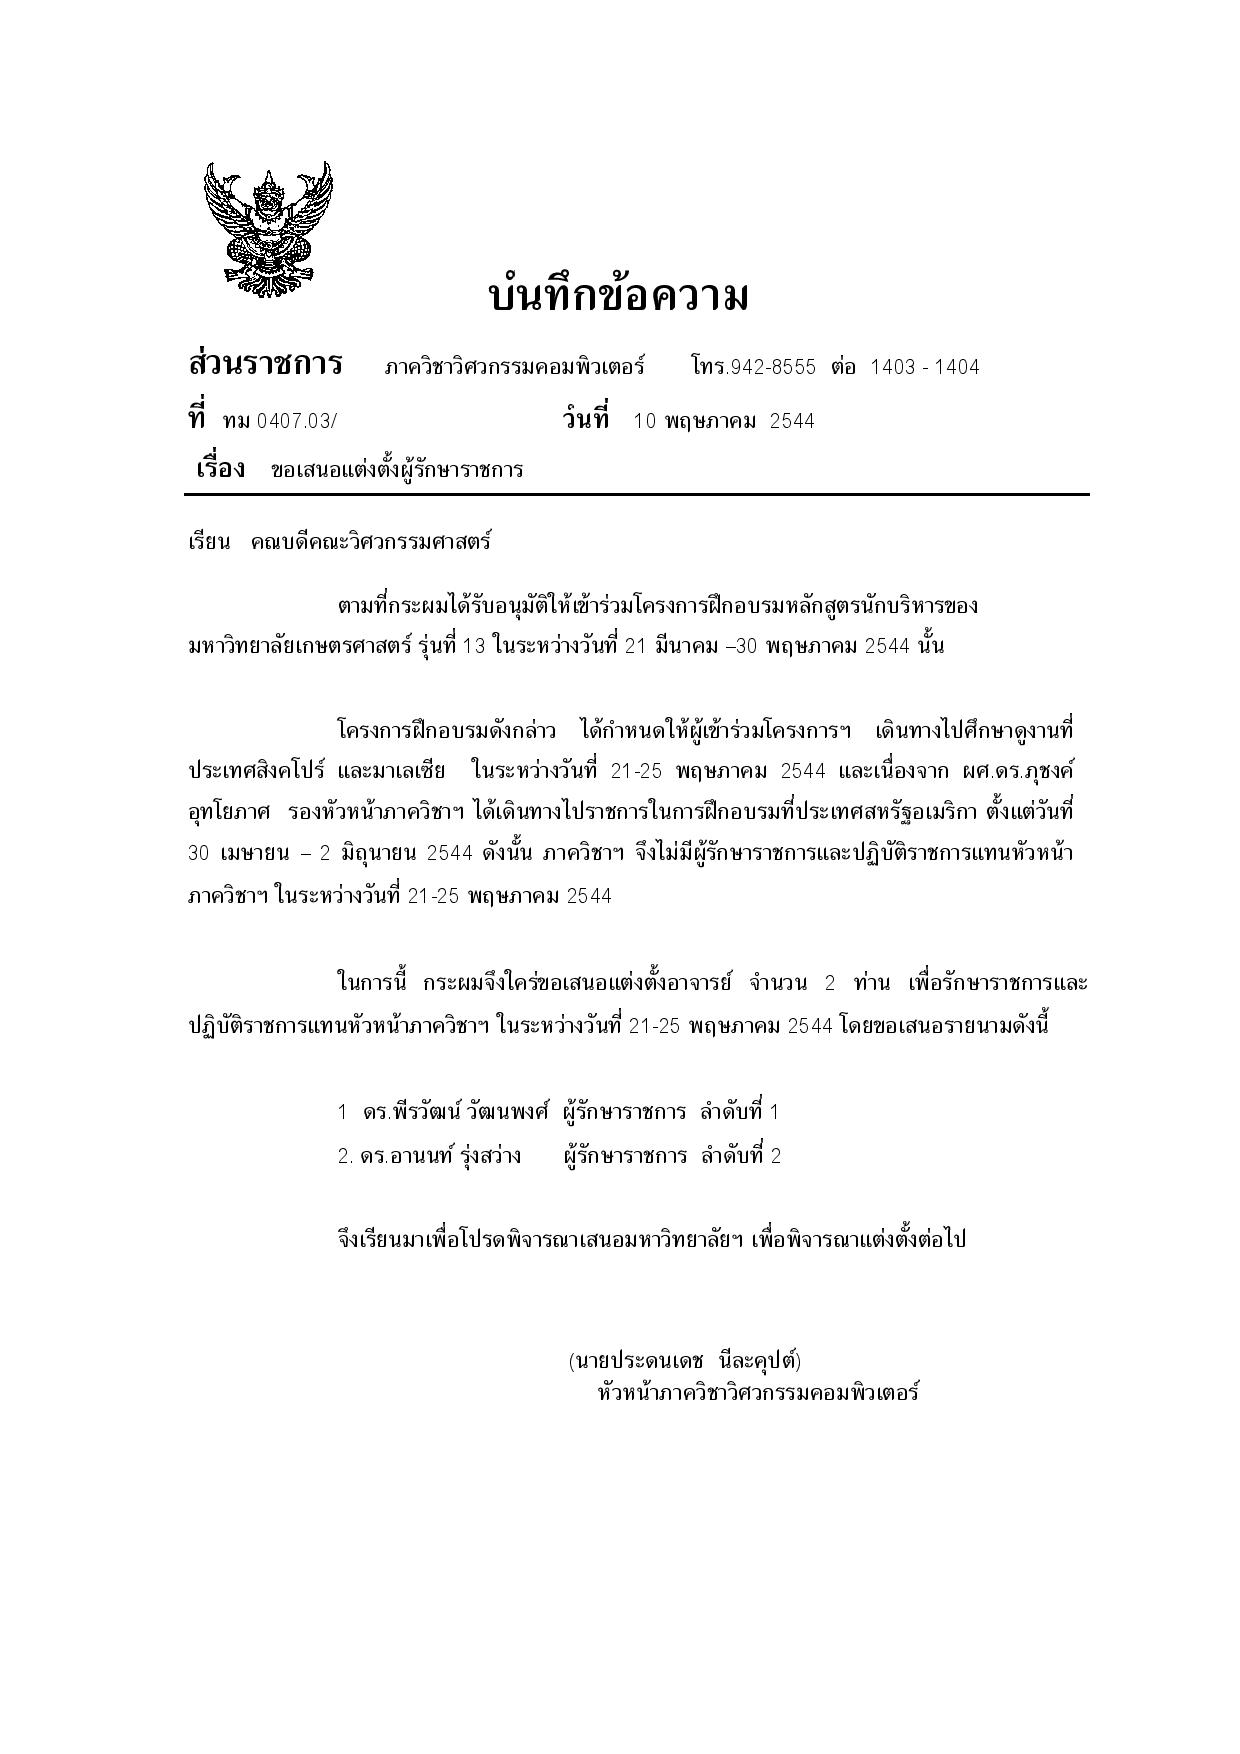 บันทึกข้อความ
ส่วนราชการ ภาควิชาวิศวกรรมคอมพิวเตอร์ โทร.942-8555 ต่อ 1403 - 1404
ที่ ทม 0407.03/ วันที่ 10 พฤษภาคม 2544
เรื่อง ขอเสนอแต่งตั้งผู้รักษาราชการ
เรียน คณบดีคณะวิศวกรรมศาสตร์
ตามที่กระผมได้รับอนุมัติให้เข้าร่วมโครงการฝึกอบรมหลักสูตรนักบริหารของ
มหาวิทยาลัยเกษตรศาสตร์ รุ่นที่ 13 ในระหว่างวันที่ 21 มีนาคม –30 พฤษภาคม 2544 นั้น
โครงการฝึกอบรมดังกล่าว ได้กำหนดให้ผู้เข้าร่วมโครงการฯ เดินทางไปศึกษาดูงานที่
ประเทศสิงคโปร์ และมาเลเซีย ในระหว่างวันที่ 21-25 พฤษภาคม 2544 และเนื่องจาก ผศ.ดร.ภุชงค์
อุทโยภาศ รองหัวหน้าภาควิชาฯ ได้เดินทางไปราชการในการฝึกอบรมที่ประเทศสหรัฐอเมริกา ตั้งแต่วันที่
30 เมษายน – 2 มิถุนายน 2544 ดังนั้น ภาควิชาฯ จึงไม่มีผู้รักษาราชการและปฏิบัติราชการแทนหัวหน้า
ภาควิชาฯ ในระหว่างวันที่ 21-25 พฤษภาคม 2544
ในการนี้ กระผมจึงใคร่ขอเสนอแต่งตั้งอาจารย์ จำนวน 2 ท่าน เพื่อรักษาราชการและ
ปฏิบัติราชการแทนหัวหน้าภาควิชาฯ ในระหว่างวันที่ 21-25 พฤษภาคม 2544 โดยขอเสนอรายนามดังนี้
1 ดร.พีรวัฒน์ วัฒนพงศ์ ผู้รักษาราชการ ลำดับที่ 1
2. ดร.อานนท์ รุ่งสว่าง ผู้รักษาราชการ ลำดับที่ 2
จึงเรียนมาเพื่อโปรดพิจารณาเสนอมหาวิทยาลัยฯ เพื่อพิจารณาแต่งตั้งต่อไป
(นายประดนเดช นีละคุปต์)
หัวหน้าภาควิชาวิศวกรรมคอมพิวเตอร์